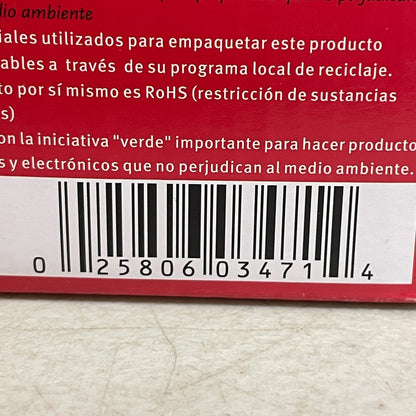 dio ambiente
iales utilizados para empaquetar este producto
ables a través de su programa local de reciclaje.
to por sí mismo es RoHS (restricción de sustancias
s)
on la iniciativa "verde" importante para hacer producto
s y electrónicos que no perjudican al medio ambiente.
0 25806 03471 4